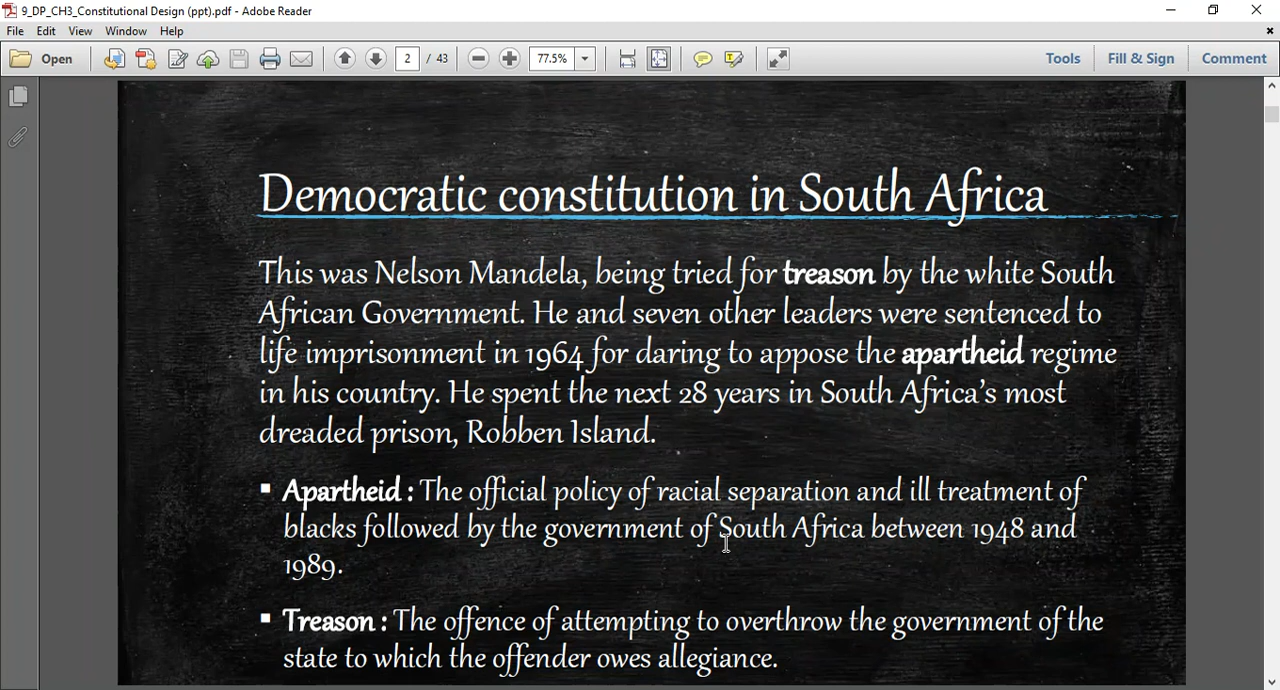 9_DP_CH3_Constitutional Design (ppt).pdf - Adobe Reader
File Edit View Window Help
Open 2 / 43 77.5% Tools Fill & Sign Comment
Democratic constitution in South Africa
This was Nelson Mandela, being tried for treason by the white South
African Government. He and seven other leaders were sentenced to
life imprisonment in 1964 for daring to appose the apartheid regime
in his country. He spent the next 28 years in South Africa's most
dreaded prison, Robben Island.
▪ Apartheid : The official policy of racial separation and ill treatment of
blacks followed by the government of South Africa between 1948 and
1989.
▪ Treason : The offence of attempting to overthrow the government of the
state to which the offender owes allegiance.